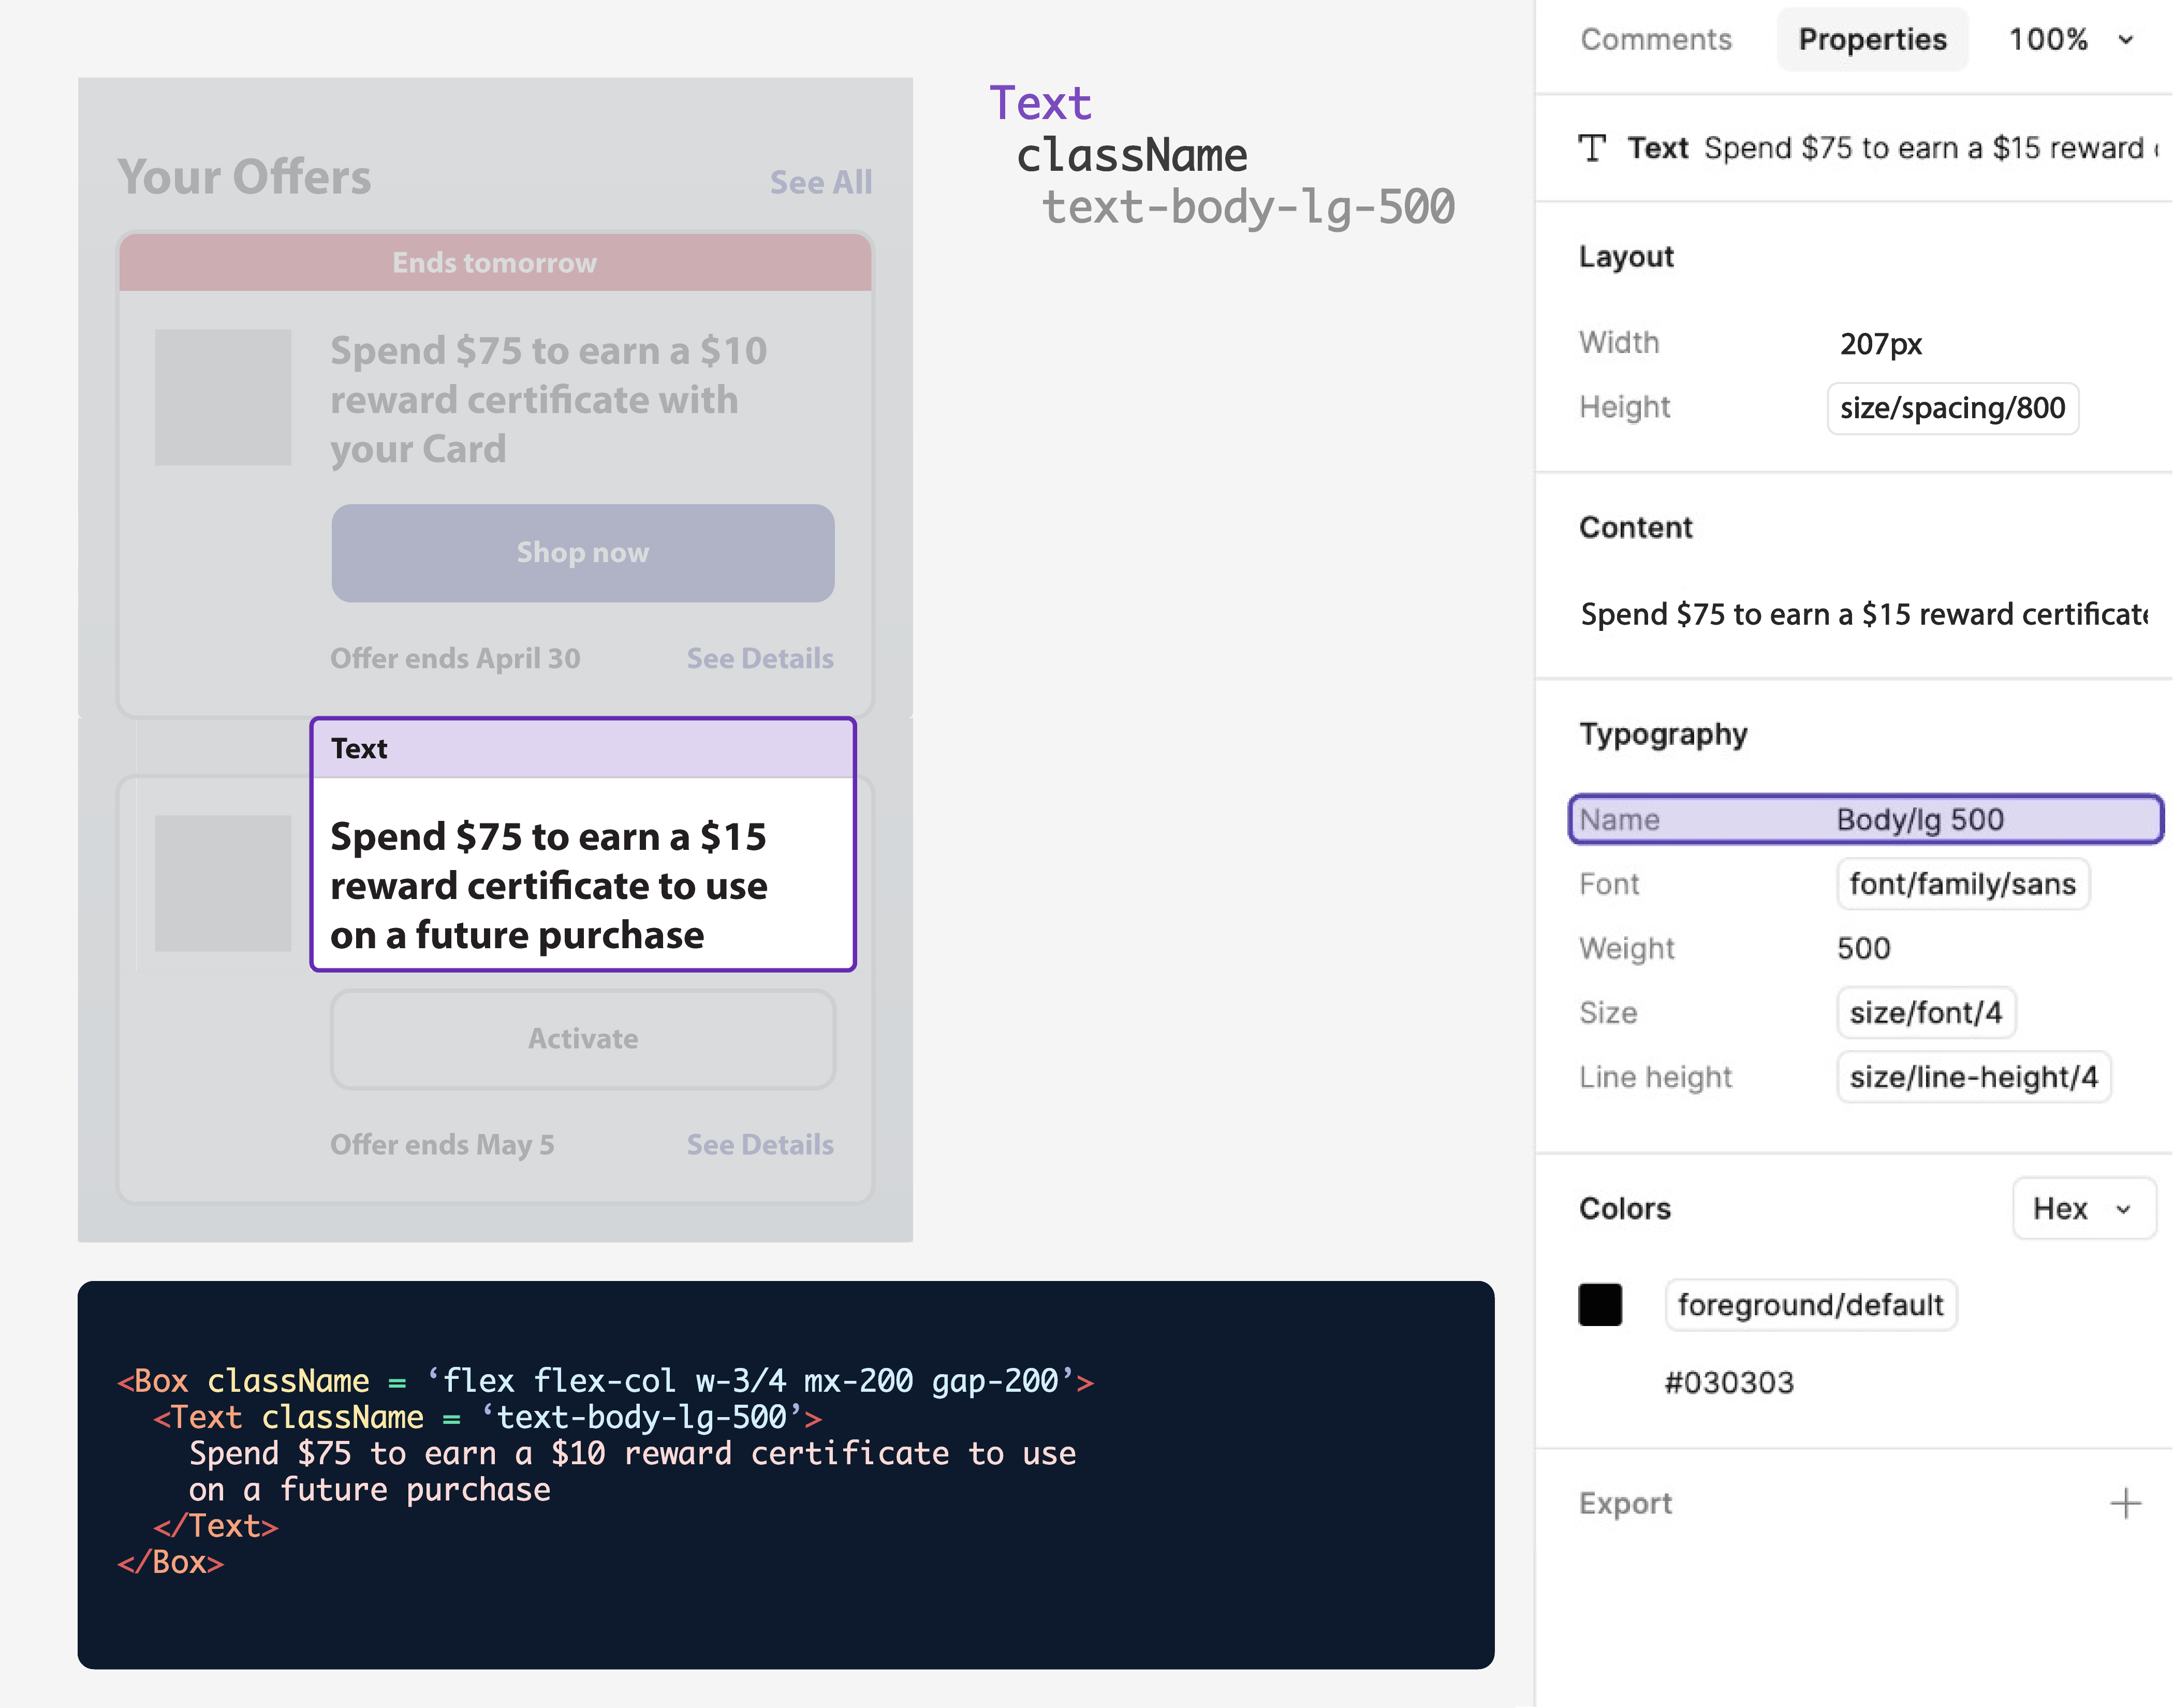 Your Offers
See All
Ends tomorrow
Spend $75 to earn a $10
reward certificate with
your Card
Shop now
Offer ends April 30
See Details
Text
Spend $75 to earn a $15
reward certificate to use
on a future purchase
Activate
Offer ends May 5
See Details
Text
className
text-body-lg-500
<Box className = ‘flex flex-col w-3/4 mx-200 gap-200’>
<Text className = ‘text-body-lg-500’>
Spend $75 to earn a $10 reward certificate to use
on a future purchase
</Text>
</Box>
Comments
Properties
100%
T Text Spend $75 to earn a $15 reward
Layout
Width 207px
Height size/spacing/800
Content
Spend $75 to earn a $15 reward certificate
Typography
Name Body/lg 500
Font font/family/sans
Weight 500
Size size/font/4
Line height size/line-height/4
Colors Hex
foreground/default
#030303
Export +